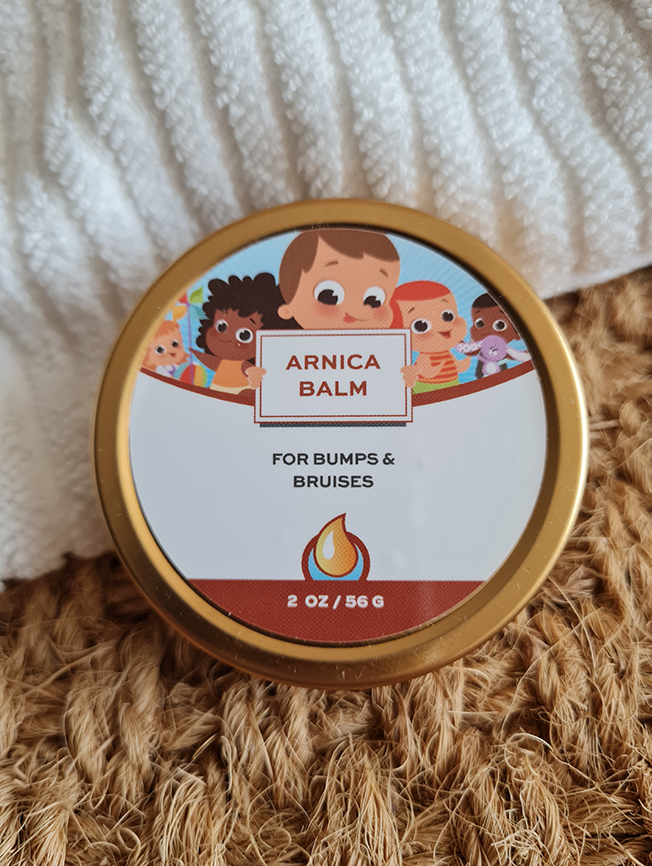 ARNICA
BALM
FOR BUMPS &
BRUISES
2 OZ / 56 G